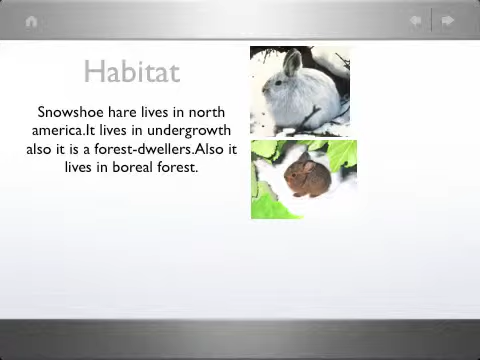 Habitat
Snowshoe hare lives in north
america.It lives in undergrowth
also it is a forest-dwellers.Also it
lives in boreal forest.